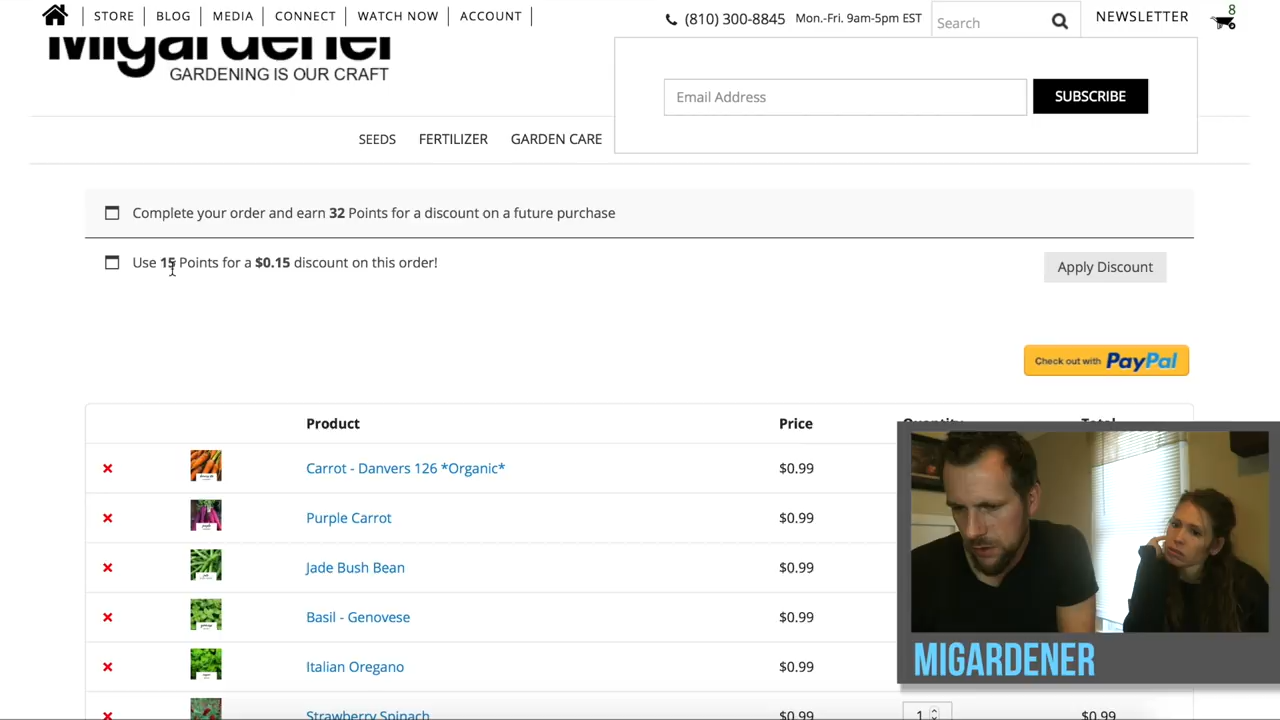 STORE BLOG MEDIA CONNECT WATCH NOW ACCOUNT (810) 300-8845 Mon.-Fri. 9am-5pm EST Search NEWSLETTER 8
Migardener
GARDENING IS OUR CRAFT
Email Address SUBSCRIBE
SEEDS FERTILIZER GARDEN CARE
Complete your order and earn 32 Points for a discount on a future purchase
Use 15 Points for a $0.15 discount on this order!
Apply Discount
Check out with PayPal
Product Price Quantity Total
Carrot - Danvers 126 *Organic* $0.99
Purple Carrot $0.99
Jade Bush Bean $0.99
Basil - Genovese $0.99
Italian Oregano $0.99
Strawberry Spinach $0.99 1 $0.99
MIGARDENER